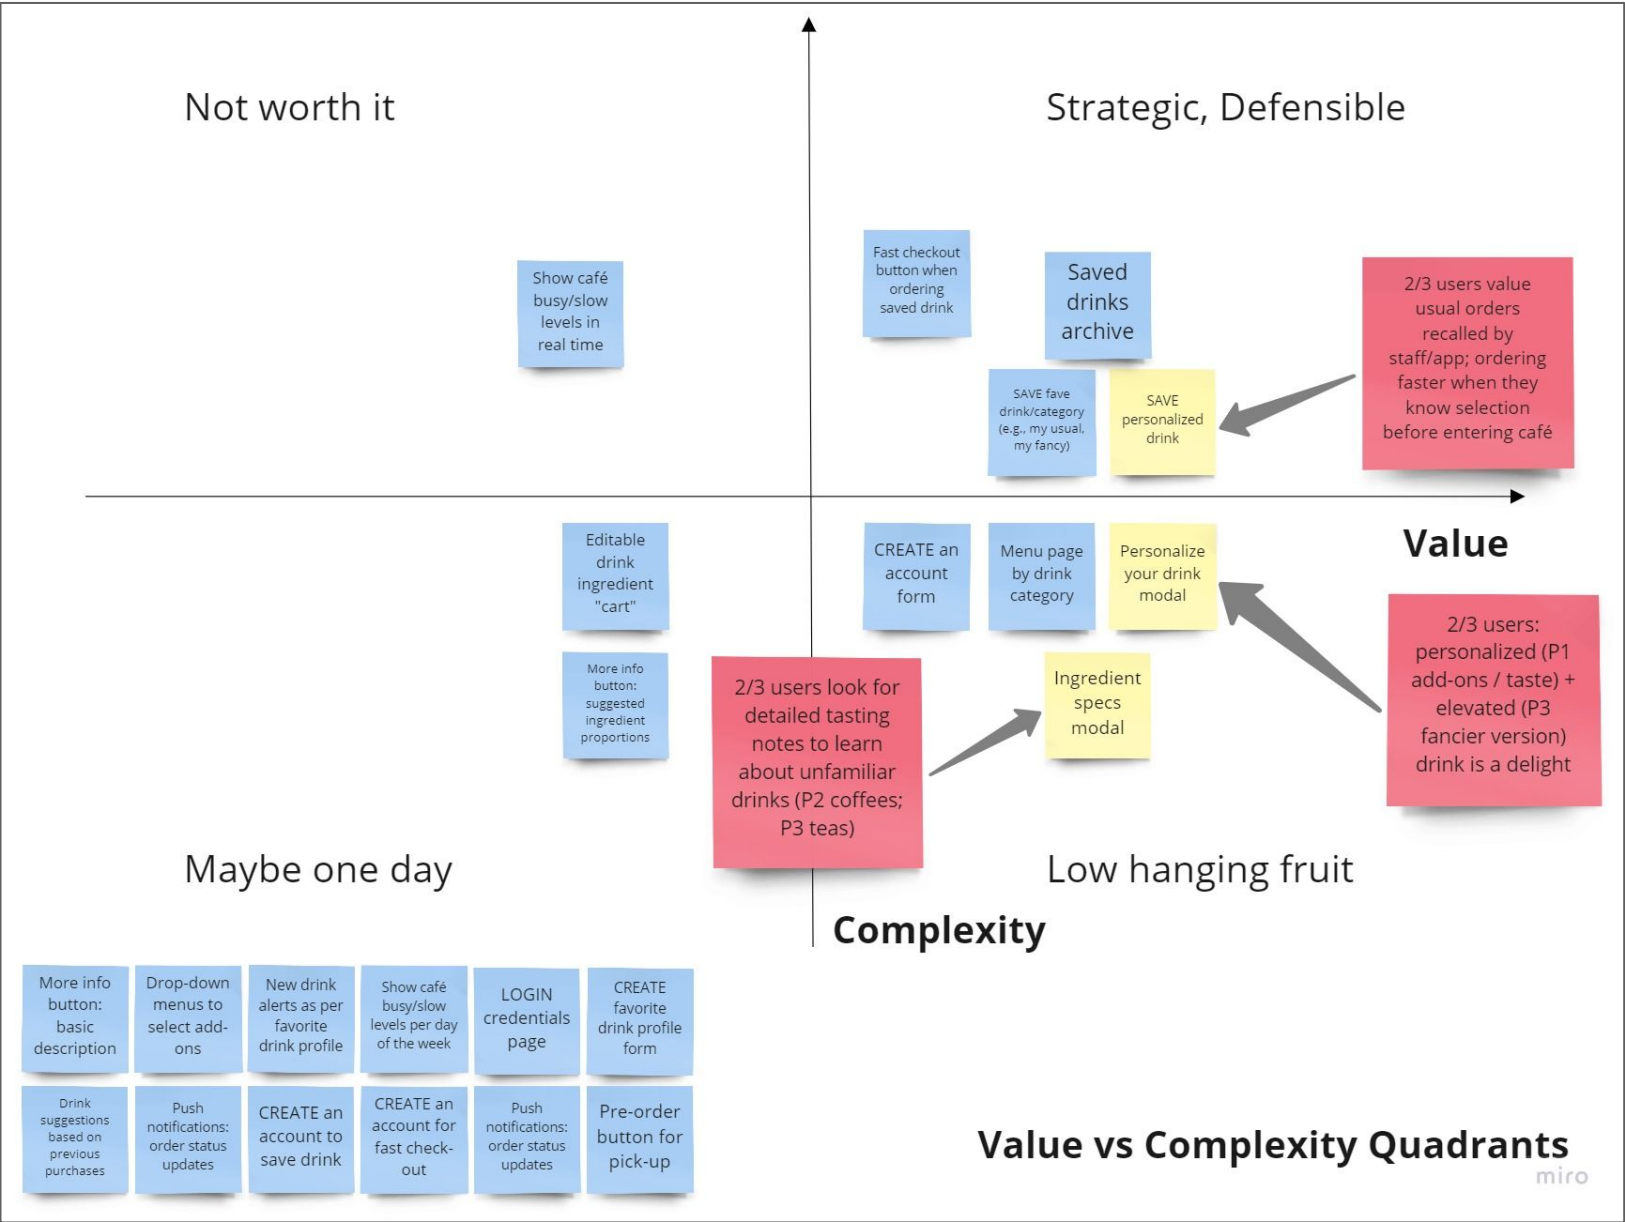 Not worth it
Strategic, Defensible
Show café
busy/slow
levels in
real time
Fast checkout
button when
ordering
saved drink
Saved
drinks
archive
SAVE fave
drink/category
(e.g., my usual,
my fancy)
SAVE
personalized
drink
2/3 users value
usual orders
recalled by
staff/app; ordering
faster when they
know selection
before entering café
Value
Editable
drink
ingredient
"cart"
More info
button:
suggested
ingredient
proportions
CREATE an
account
form
Menu page
by drink
category
Personalize
your drink
modal
Ingredient
specs
modal
2/3 users look for
detailed tasting
notes to learn
about unfamiliar
drinks (P2 coffees;
P3 teas)
2/3 users:
personalized (P1
add-ons / taste) +
elevated (P3
fancier version)
drink is a delight
Maybe one day
Low hanging fruit
Complexity
More info
button:
basic
description
Drop-down
menus to
select add-
ons
New drink
alerts as per
favorite
drink profile
Show café
busy/slow
levels per day
of the week
LOGIN
credentials
page
CREATE
favorite
drink profile
form
Drink
suggestions
based on
previous
purchases
Push
notifications:
order status
updates
CREATE an
account to
save drink
CREATE an
account for
fast check-
out
Push
notifications:
order status
updates
Pre-order
button for
pick-up
Value vs Complexity Quadrants
miro